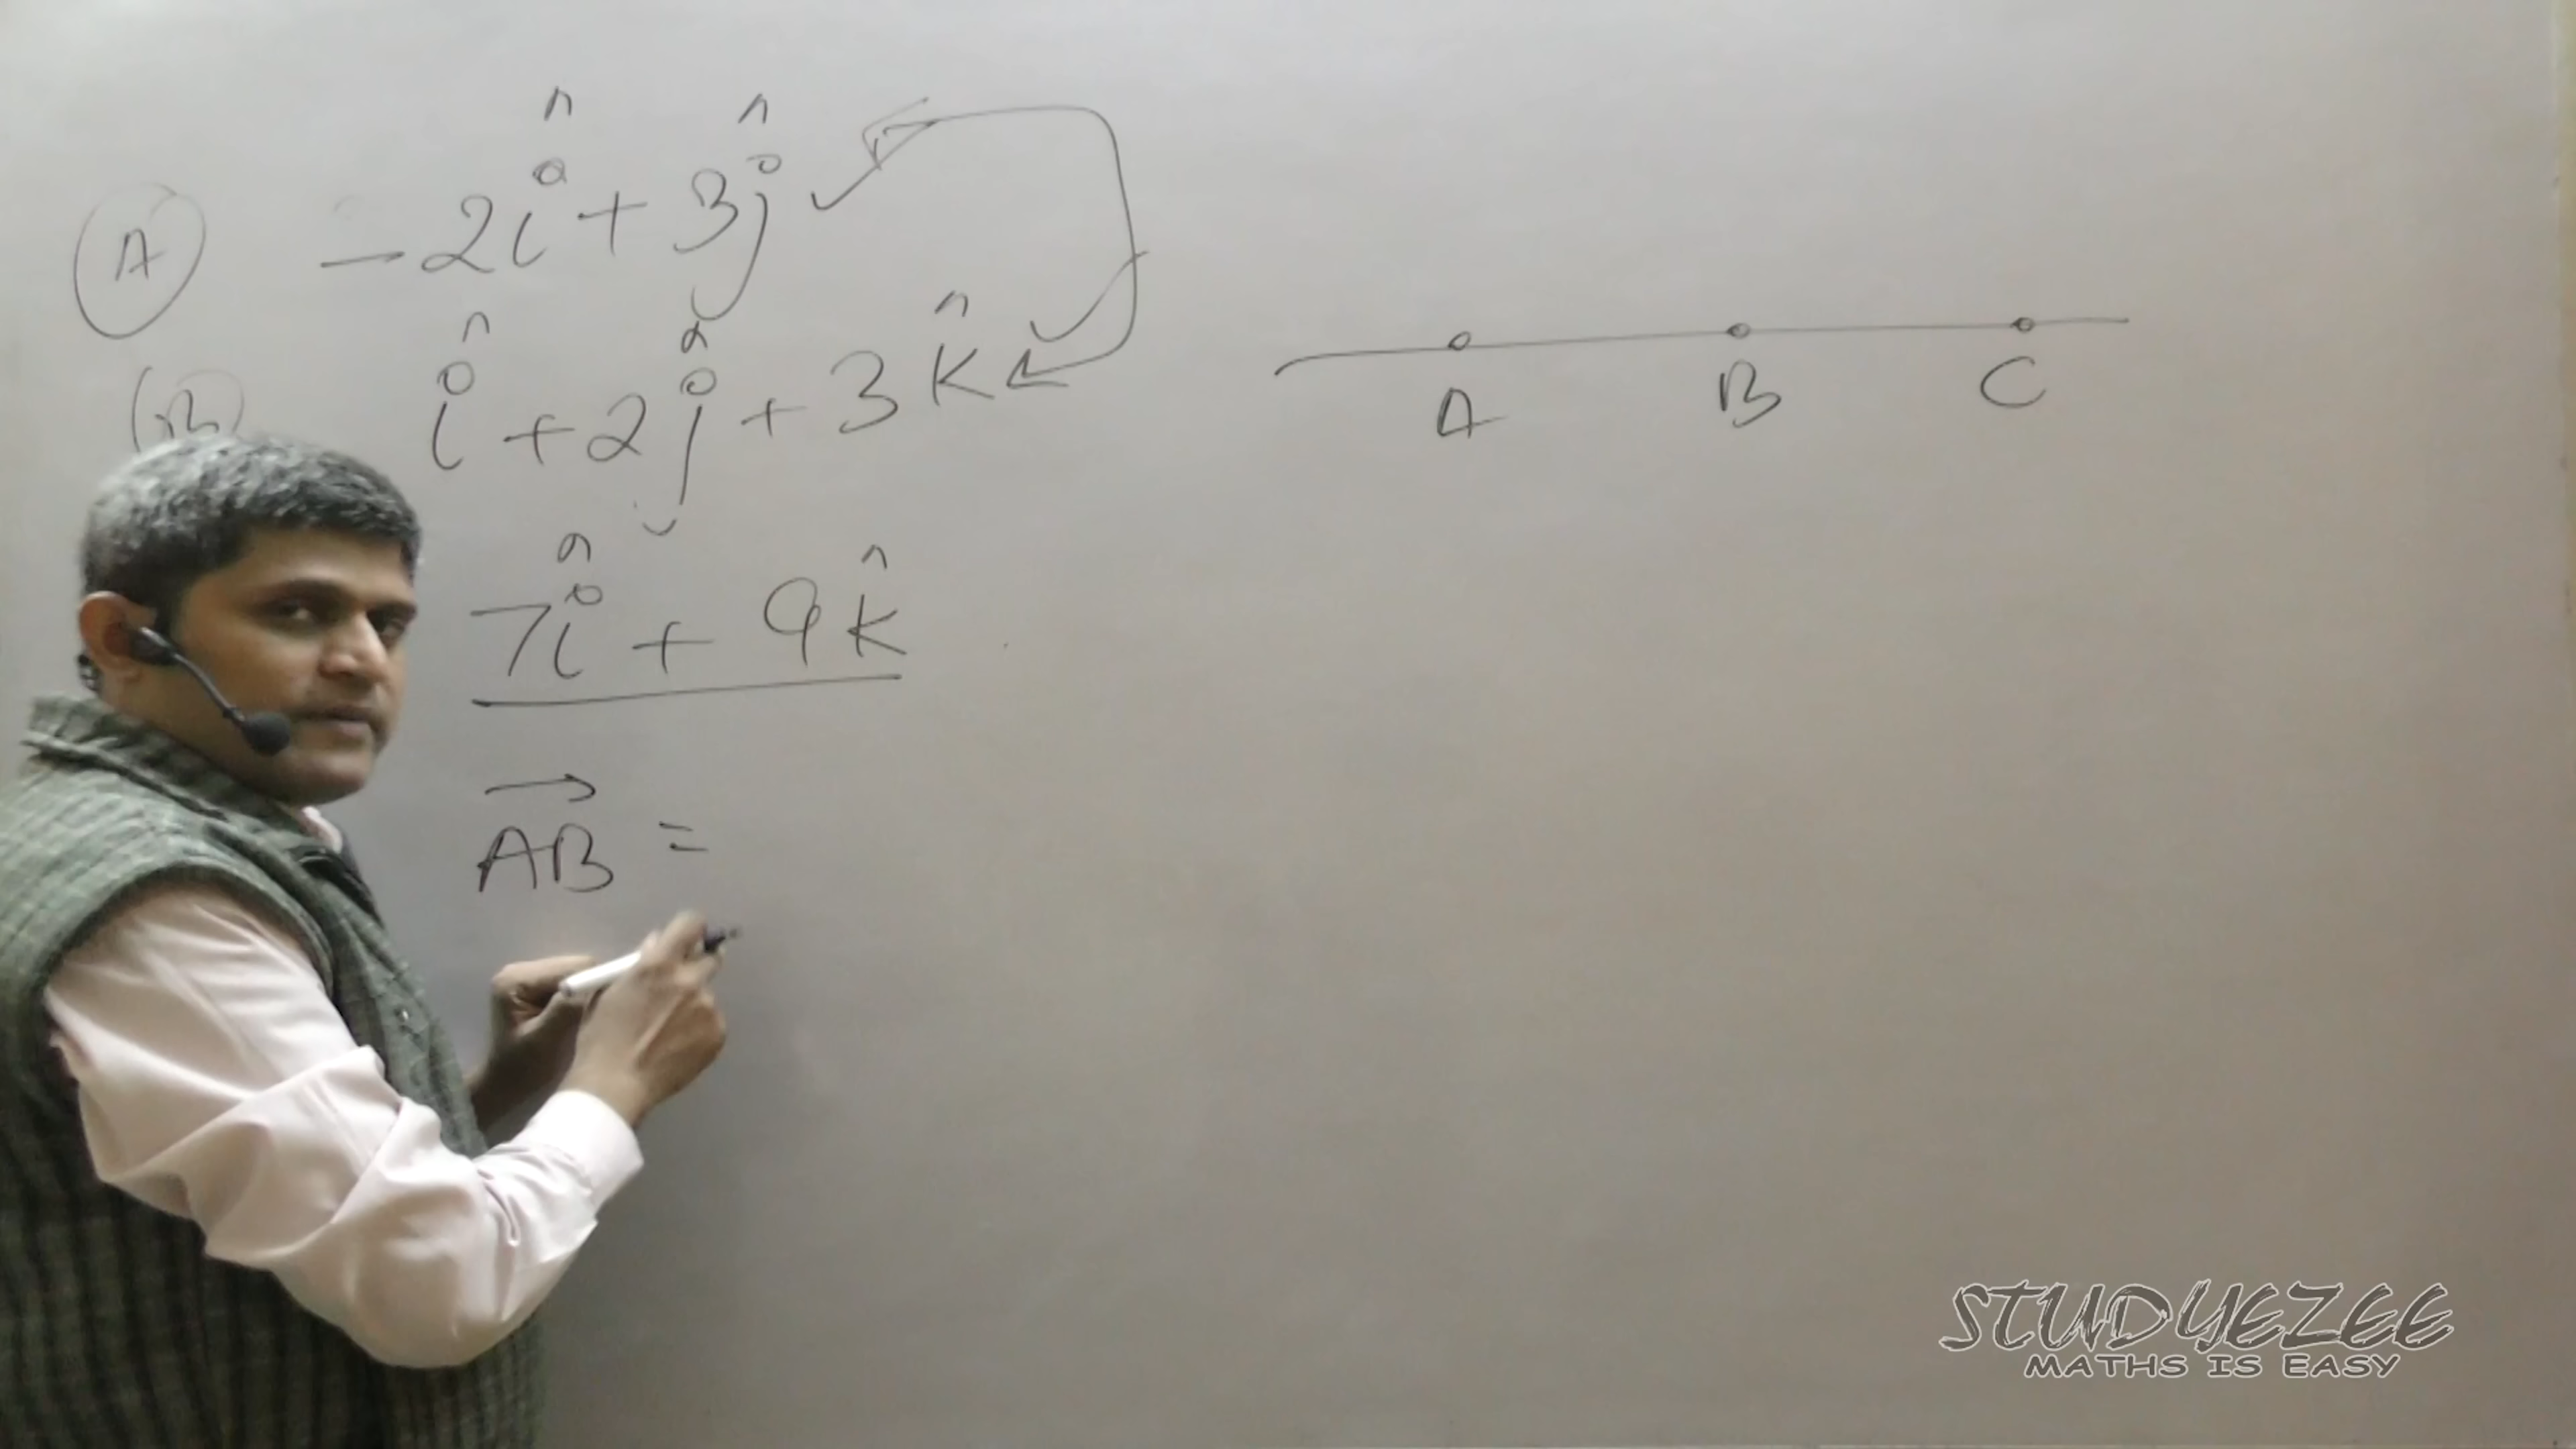 A -2î + 3ĵ
(B) î + 2ĵ + 3k̂
7î + 9k̂
A B C
→
AB =
STUDYEZEE
MATHS IS EASY